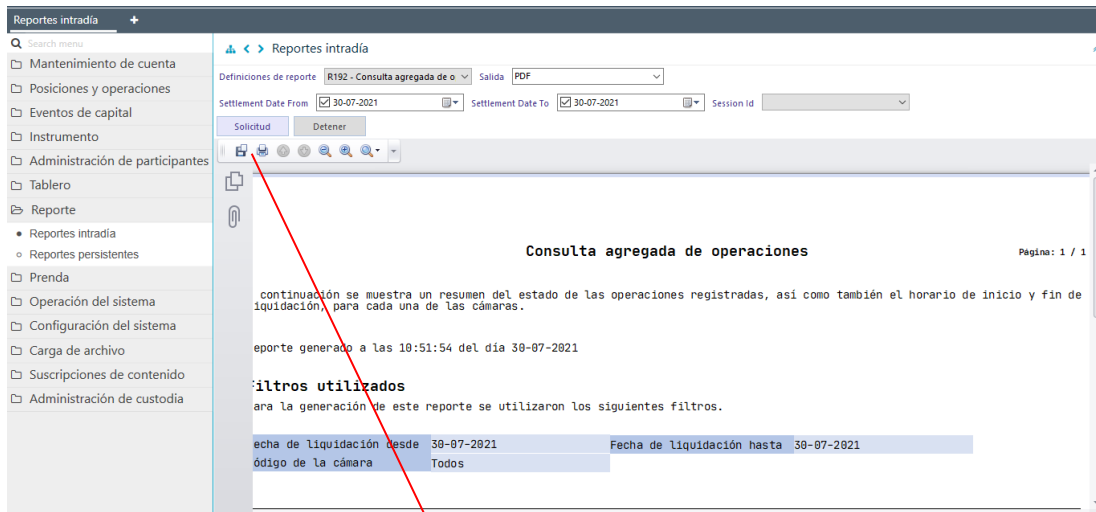 Reportes intradía +
Search menu
Mantenimiento de cuenta
Posiciones y operaciones
Eventos de capital
Instrumento
Administración de participantes
Tablero
Reporte
Reportes intradía
Reportes persistentes
Prenda
Operación del sistema
Configuración del sistema
Carga de archivo
Suscripciones de contenido
Administración de custodia
Reportes intradía
Definiciones de reporte R192 - Consulta agregada de o Salida PDF
Settlement Date From 30-07-2021 Settlement Date To 30-07-2021 Session Id
Solicitud Detener
Consulta agregada de operaciones Página: 1 / 1
continuación se muestra un resumen del estado de las operaciones registradas, asi como también el horario de inicio y fin de
iquidación, para cada una de las cámaras.
eporte generado a las 10:51:54 del día 30-07-2021
iltros utilizados
ara la generación de este reporte se utilizaron los siguientes filtros.
echa de liquidación desde 30-07-2021 Fecha de liquidación hasta 30-07-2021
ódigo de la cámara Todos